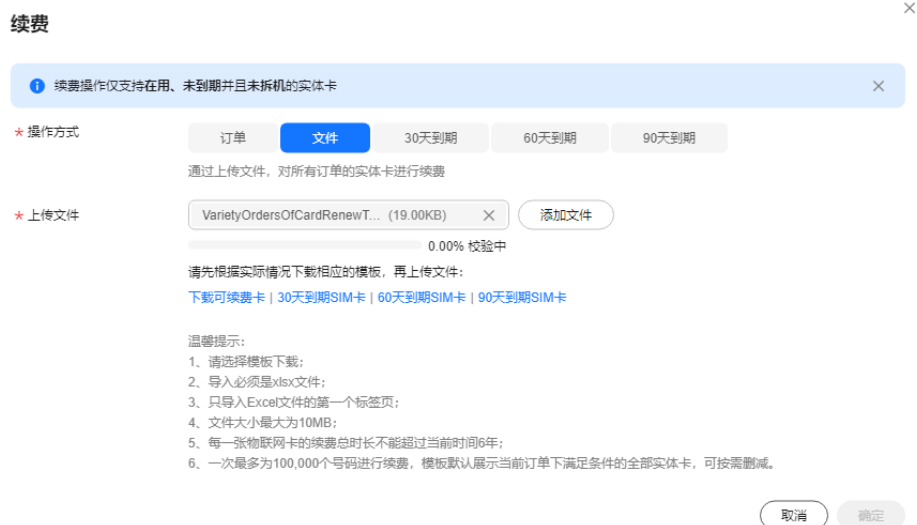 续费
续费操作仅支持在用、未到期并且未拆机的实体卡
* 操作方式
订单 文件 30天到期 60天到期 90天到期
通过上传文件，对所有订单的实体卡进行续费
* 上传文件
VarietyOrdersOfCardRenewT... (19.00KB) 添加文件
0.00% 校验中
请先根据实际情况下载相应的模板，再上传文件：
下载可续费卡 | 30天到期SIM卡 | 60天到期SIM卡 | 90天到期SIM卡
温馨提示：
1、请选择模板下载；
2、导入必须是xlsx文件；
3、只导入Excel文件的第一个标签页；
4、文件大小最大为10MB；
5、每一张物联网卡的续费总时长不能超过当前时间6年；
6、一次最多为100,000个号码进行续费，模板默认展示当前订单下满足条件的全部实体卡，可按需删减。
取消 确定